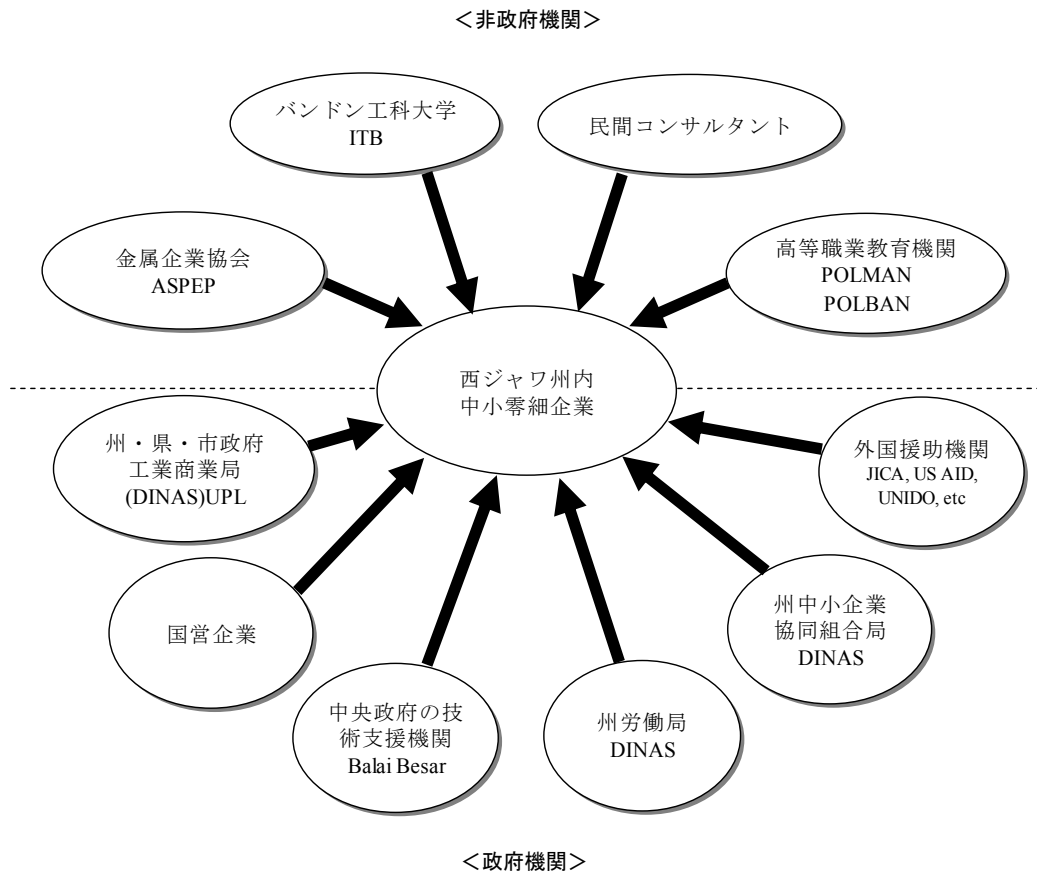 ＜非政府機関＞
バンドン工科大学
ITB
民間コンサルタント
金属企業協会
ASPEP
高等職業教育機関
POLMAN
POLBAN
西ジャワ州内
中小零細企業
州・県・市政府
工業商業局
(DINAS)UPL
外国援助機関
JICA, US AID,
UNIDO, etc
国営企業
州中小企業
協同組合局
DINAS
中央政府の技
術支援機関
Balai Besar
州労働局
DINAS
＜政府機関＞